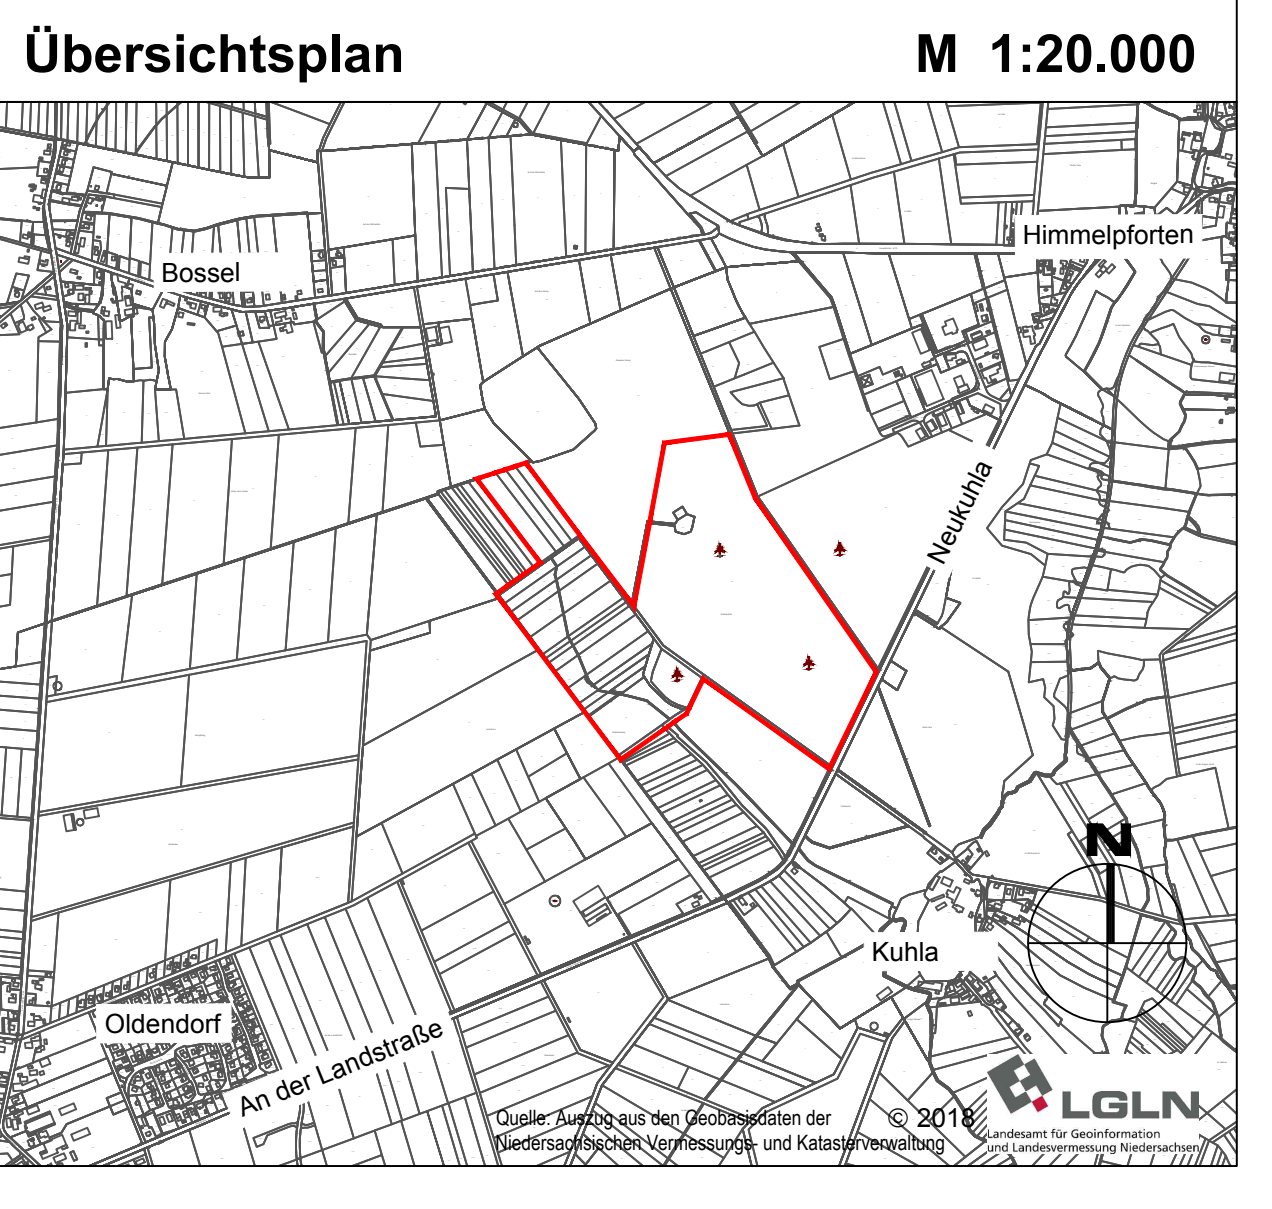 Übersichtsplan M 1:20.000
Himmelpforten
Bossel
Neukuhla
N
Kuhla
Oldendorf
An der Landstraße
Quelle: Auszug aus den Geobasisdaten der © 2018
Niedersächsischen Vermessungs- und Katasterverwaltung
LGLN
Landesamt für Geoinformation
und Landesvermessung Niedersachsen